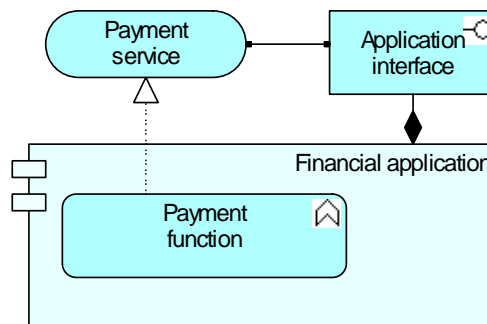 Payment
service
Application
interface
Financial application
Payment
function